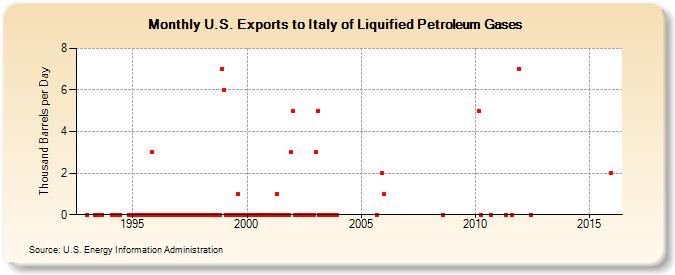 Monthly U.S. Exports to Italy of Liquified Petroleum Gases
Thousand Barrels per Day
8
6
4
2
0
1995 2000 2005 2010 2015
Source: U.S. Energy Information Administration